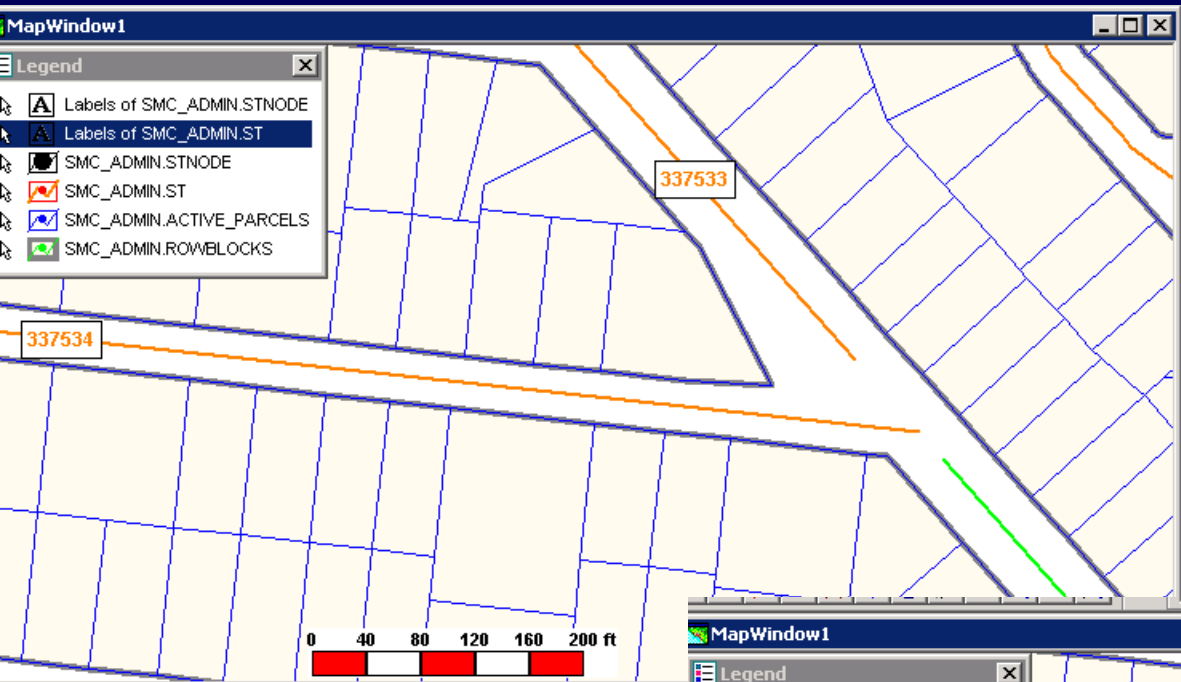 MapWindow1
Legend
A Labels of SMC_ADMIN.STNODE
A Labels of SMC_ADMIN.ST
SMC_ADMIN.STNODE
SMC_ADMIN.ST
SMC_ADMIN.ACTIVE_PARCELS
SMC_ADMIN.ROWBLOCKS
337533
337534
0 40 80 120 160 200 ft
MapWindow1
Legend